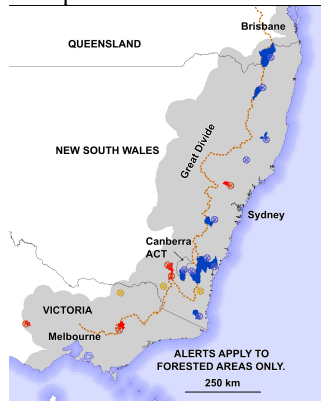 Brisbane
QUEENSLAND
Great Divide
NEW SOUTH WALES
Sydney
Canberra
ACT
VICTORIA
Melbourne
ALERTS APPLY TO
FORESTED AREAS ONLY.
250 km